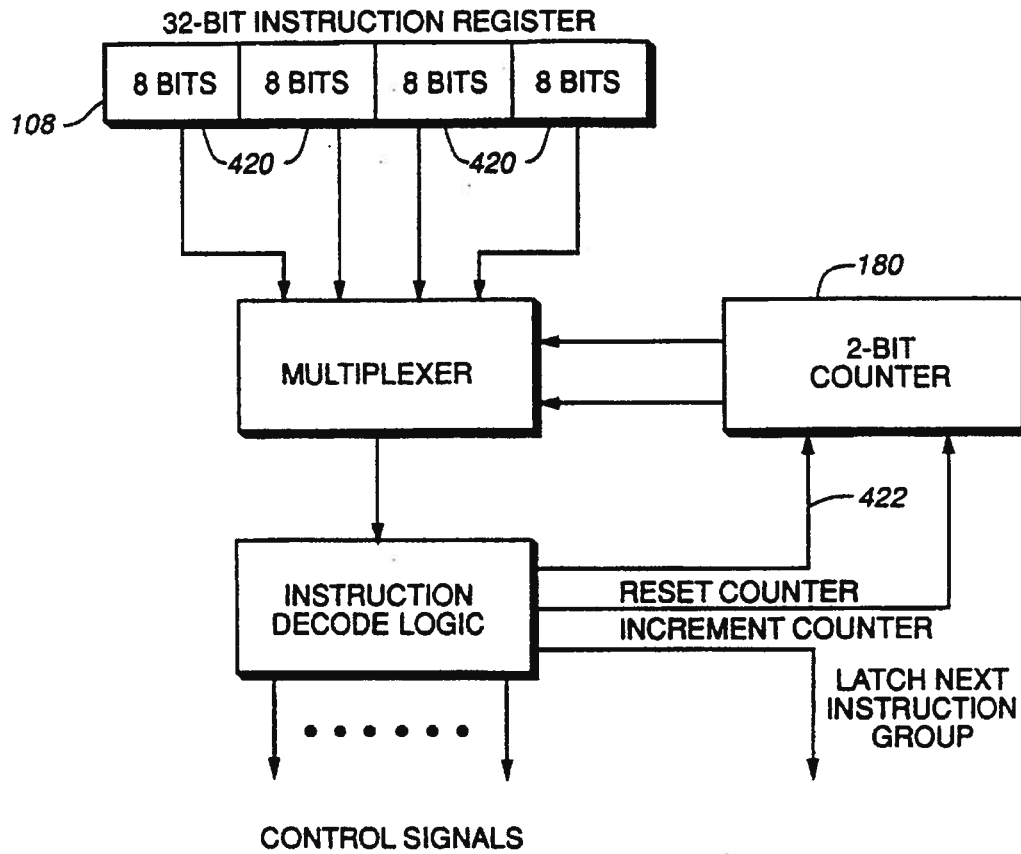 32-BIT INSTRUCTION REGISTER
8 BITS 8 BITS 8 BITS 8 BITS
108
420 420
180
2-BIT
COUNTER
MULTIPLEXER
422
INSTRUCTION
DECODE LOGIC
RESET COUNTER
INCREMENT COUNTER
LATCH NEXT
INSTRUCTION
GROUP
CONTROL SIGNALS